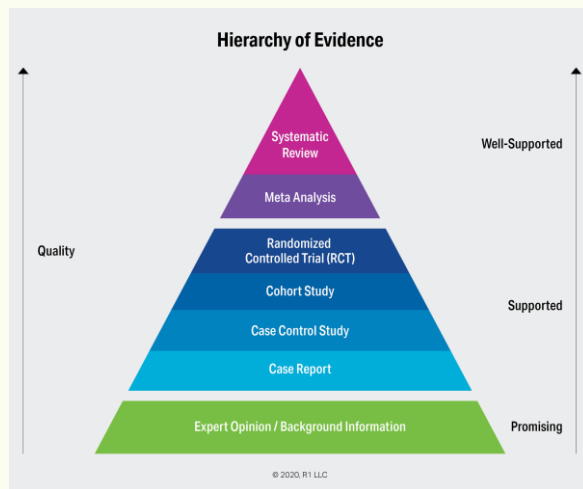 Hierarchy of Evidence
Systematic
Review
Well-Supported
Meta Analysis
Quality
Randomized
Controlled Trial (RCT)
Cohort Study
Supported
Case Control Study
Case Report
Expert Opinion / Background Information
Promising
© 2020, R1 LLC